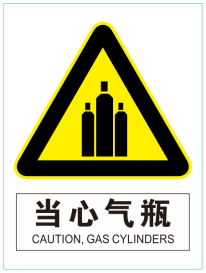 当心气瓶
CAUTION, GAS CYLINDERS